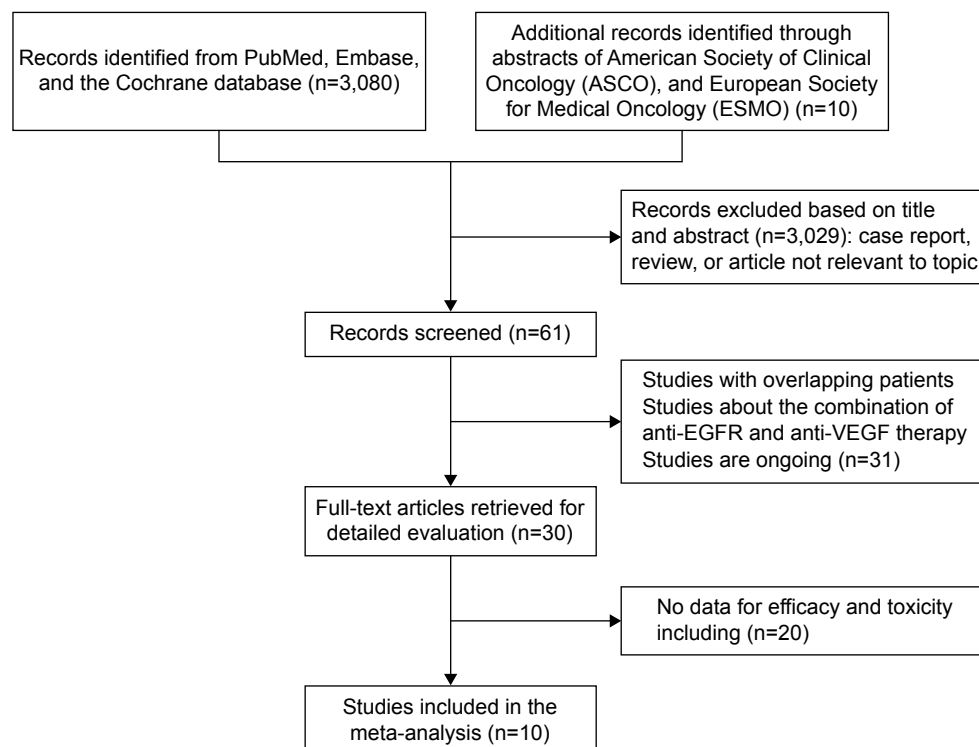 Records identified from PubMed, Embase,
and the Cochrane database (n=3,080)
Additional records identified through
abstracts of American Society of Clinical
Oncology (ASCO), and European Society
for Medical Oncology (ESMO) (n=10)
Records excluded based on title
and abstract (n=3,029): case report,
review, or article not relevant to topic
Records screened (n=61)
Studies with overlapping patients
Studies about the combination of
anti-EGFR and anti-VEGF therapy
Studies are ongoing (n=31)
Full-text articles retrieved for
detailed evaluation (n=30)
No data for efficacy and toxicity
including (n=20)
Studies included in the
meta-analysis (n=10)